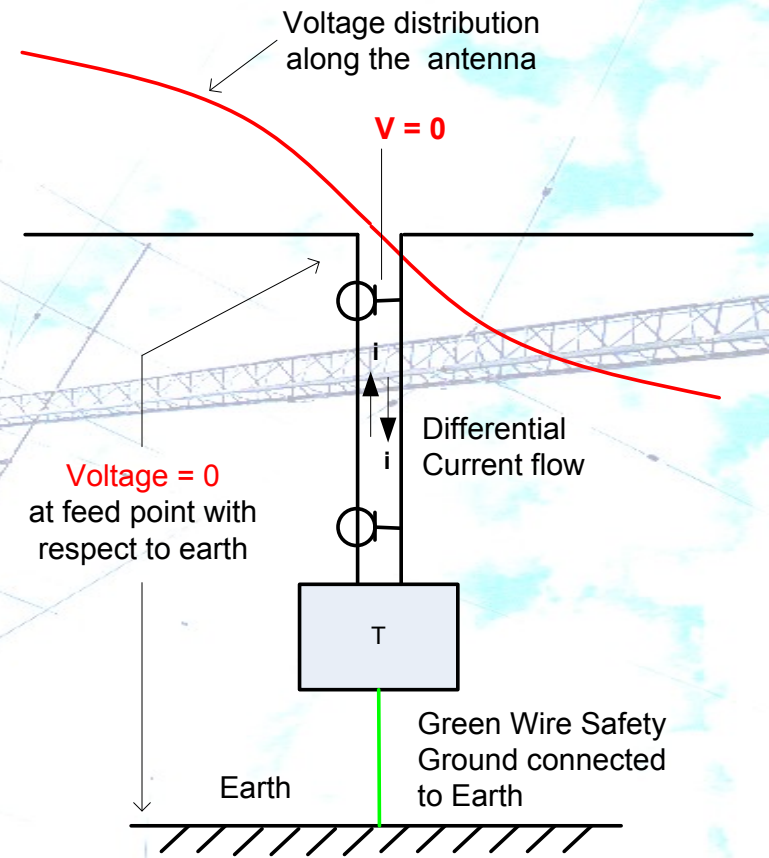 Voltage distribution
along the antenna
V = 0
i
i
Differential
Current flow
Voltage = 0
at feed point with
respect to earth
T
Green Wire Safety
Ground connected
to Earth
Earth